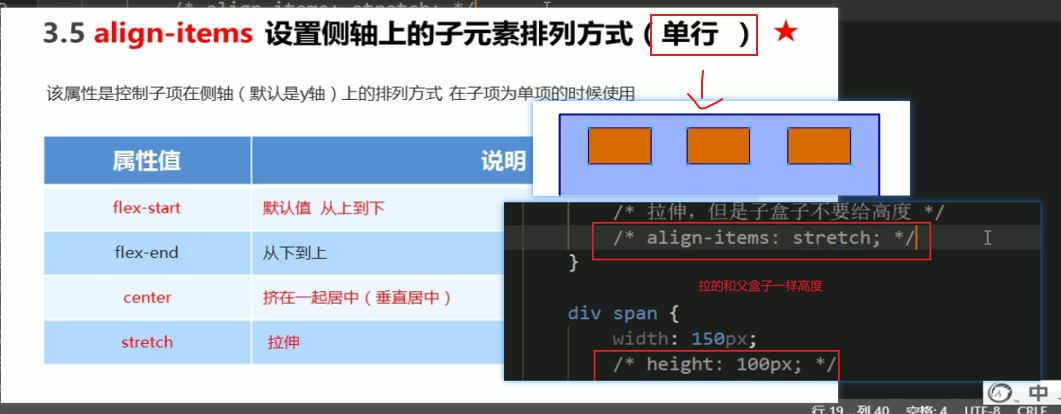 /* align-items: stretch; */
3.5 align-items 设置侧轴上的子元素排列方式（单行 ）★
该属性是控制子项在侧轴（默认是y轴）上的排列方式 在子项为单项的时候使用
属性值 说明
flex-start 默认值 从上到下
flex-end 从下到上
center 挤在一起居中（垂直居中）
stretch 拉伸
/* 拉伸，但是子盒子不要给高度 */
/* align-items: stretch; */
}
拉的和父盒子一样高度
div span {
width: 150px;
/* height: 100px; */
中
行 19，列 40 空格: 4 UTF-8 CRLF